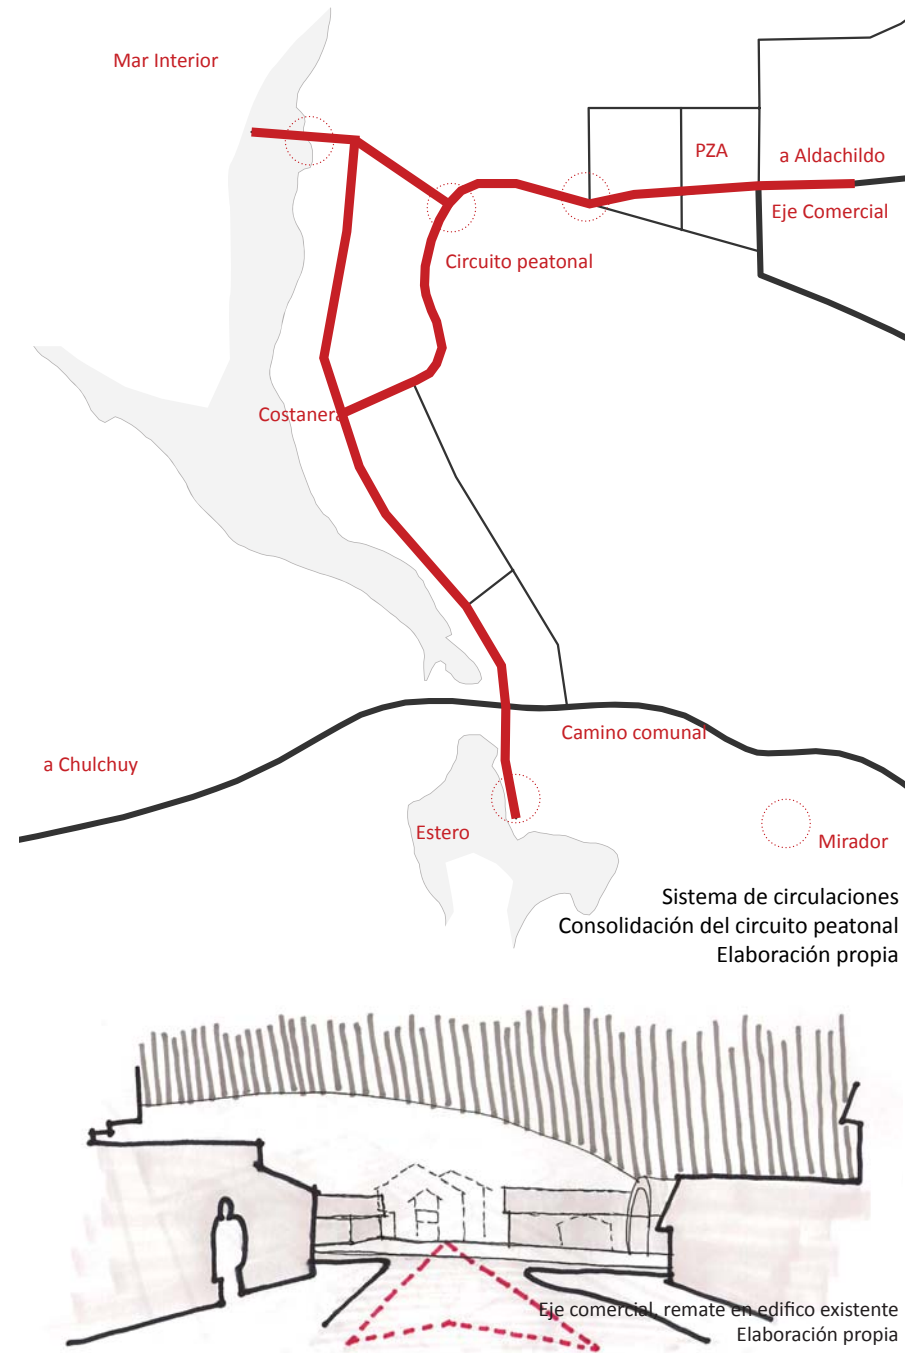 Mar Interior
PZA
a Aldachildo
Eje Comercial
Circuito peatonal
Costanera
Camino comunal
a Chulchuy
Estero
Mirador
Sistema de circulaciones
Consolidación del circuito peatonal
Elaboración propia
Eje comercial, remate en edifico existente
Elaboración propia